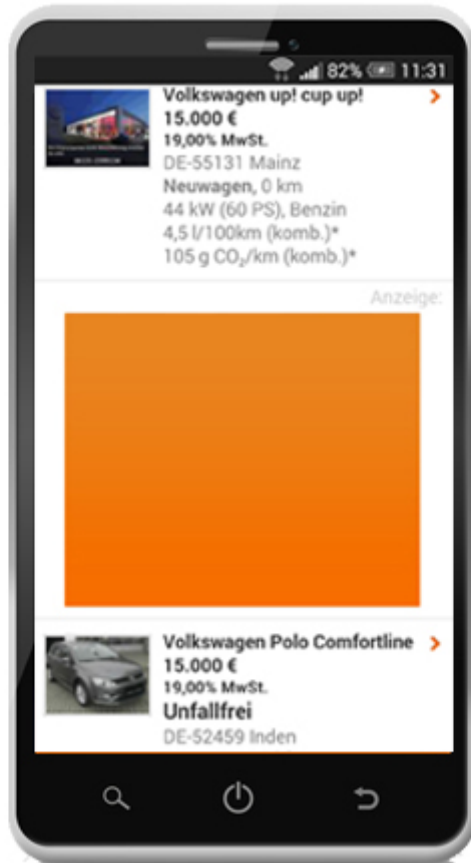 82% 11:31
Volkswagen up! cup up!
15.000 €
19,00% MwSt.
DE-55131 Mainz
Neuwagen, 0 km
44 kW (60 PS), Benzin
4,5 l/100km (komb.)*
105 g CO₂/km (komb.)*
Anzeige:
Volkswagen Polo Comfortline
15.000 €
19,00% MwSt.
Unfallfrei
DE-52459 Inden